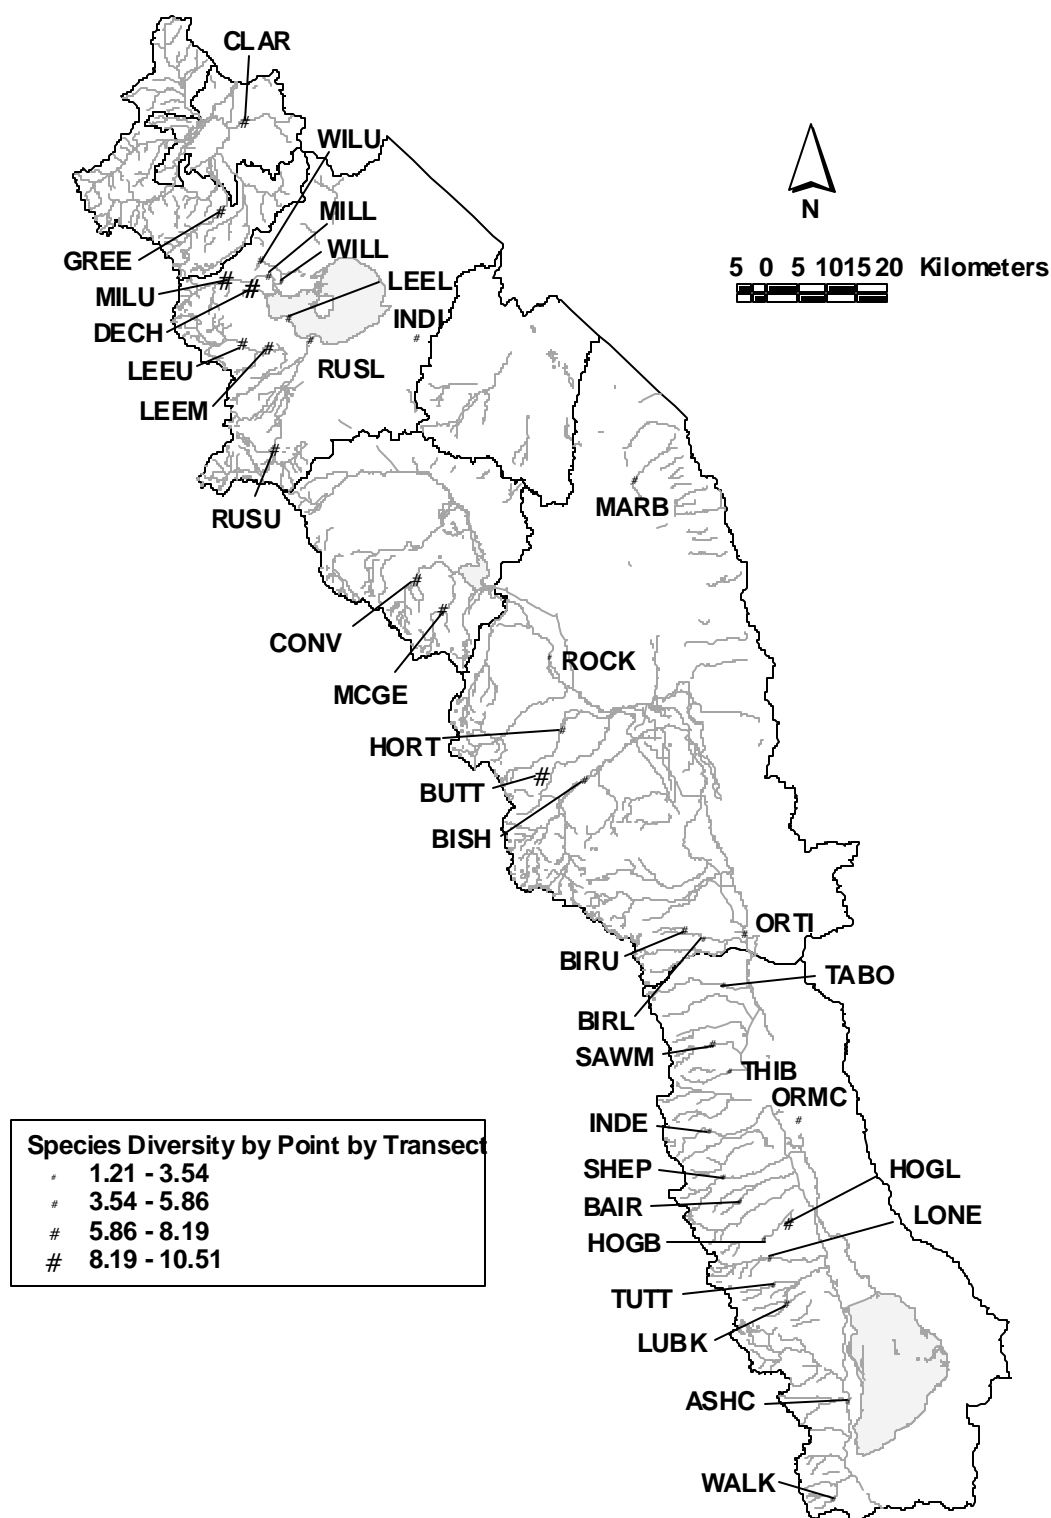 CLAR
WILU
MILL
WILL
GREE
LEEL
MILU
INDI
DECH
LEEU
RUSL
LEEM
RUSU
N
5 0 5 10 15 20 Kilometers
MARB
CONV
ROCK
MCGE
HORT
BUTT
BISH
ORTI
BIRU
TABO
BIRL
SAWM
THIB
ORMC
INDE
SHEP
HOGL
BAIR
LONE
HOGB
TUTT
LUBK
ASHC
WALK
Species Diversity by Point by Transect
# 1.21 - 3.54
# 3.54 - 5.86
# 5.86 - 8.19
# 8.19 - 10.51